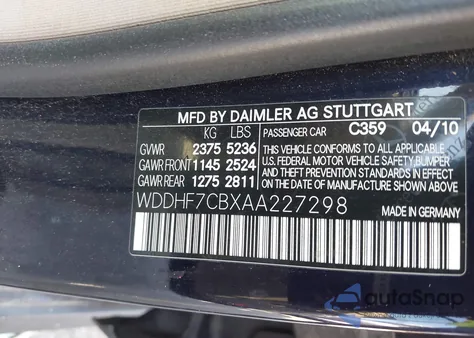 MFD BY DAIMLER AG STUTTGART
KG LBS PASSENGER CAR C359 04/10
GVWR 2375 5236
GAWR FRONT 1145 2524
GAWR REAR 1275 2811
THIS VEHICLE CONFORMS TO ALL APPLICABLE
U.S. FEDERAL MOTOR VEHICLE SAFETY, BUMPER
AND THEFT PREVENTION STANDARDS IN EFFECT
ON THE DATE OF MANUFACTURE SHOWN ABOVE
WDDHF7CBXAA227298 MADE IN GERMANY
autoSnap